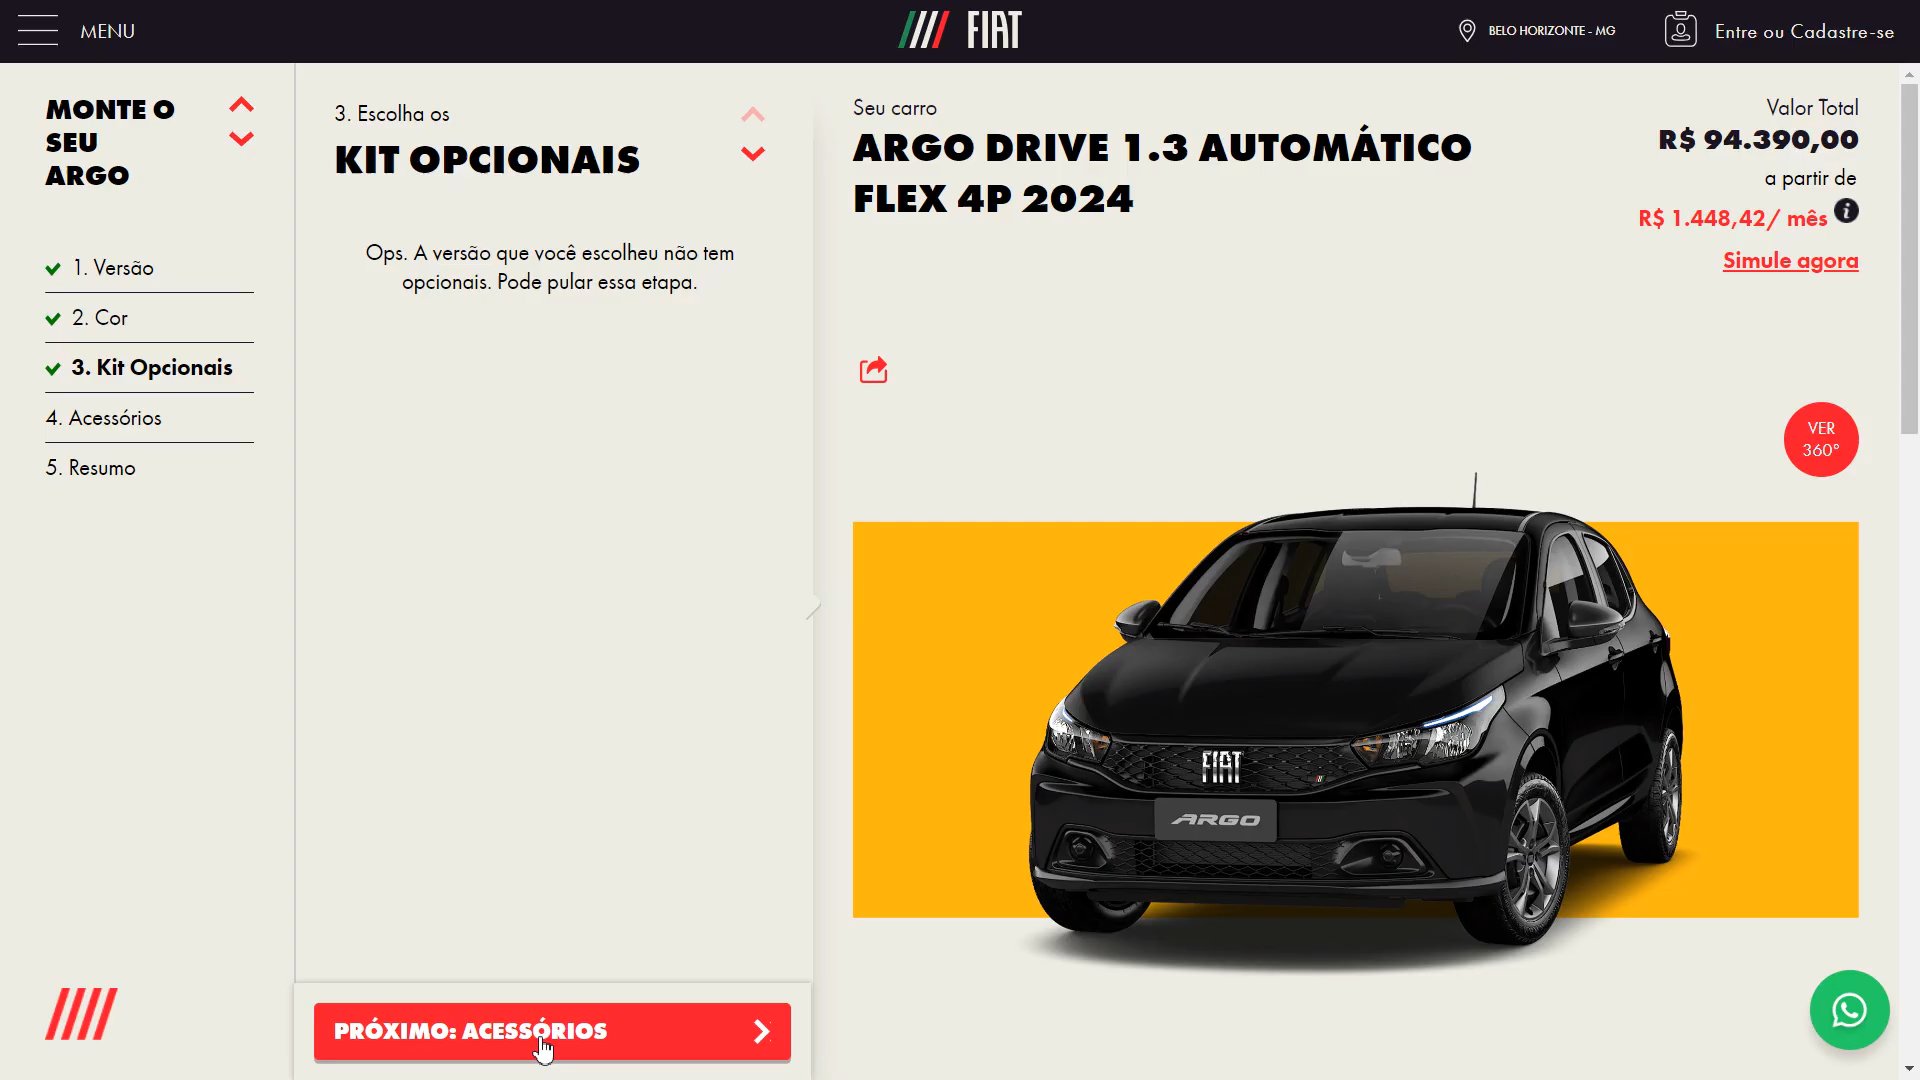 MENU
FIAT
BELO HORIZONTE - MG
Entre ou Cadastre-se
MONTE O
SEU
ARGO
1. Versão
2. Cor
3. Kit Opcionais
4. Acessórios
5. Resumo
3. Escolha os
KIT OPCIONAIS
Ops. A versão que você escolheu não tem
opcionais. Pode pular essa etapa.
PRÓXIMO: ACESSÓRIOS
Seu carro
ARGO DRIVE 1.3 AUTOMÁTICO
FLEX 4P 2024
Valor Total
R$ 94.390,00
a partir de
R$ 1.448,42/ mês
Simule agora
VER
360°
FIAT
ARGO